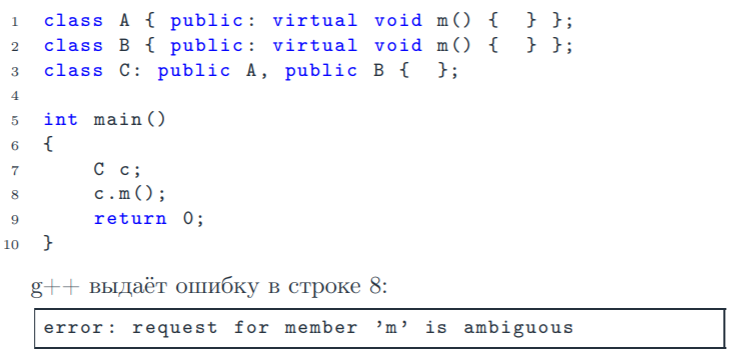 1 class A { public: virtual void m() { } };
2 class B { public: virtual void m() { } };
3 class C: public A, public B { };
4
5 int main()
6 {
7 C c;
8 c.m();
9 return 0;
10 }
g++ выдаёт ошибку в строке 8:
error: request for member ’m’ is ambiguous